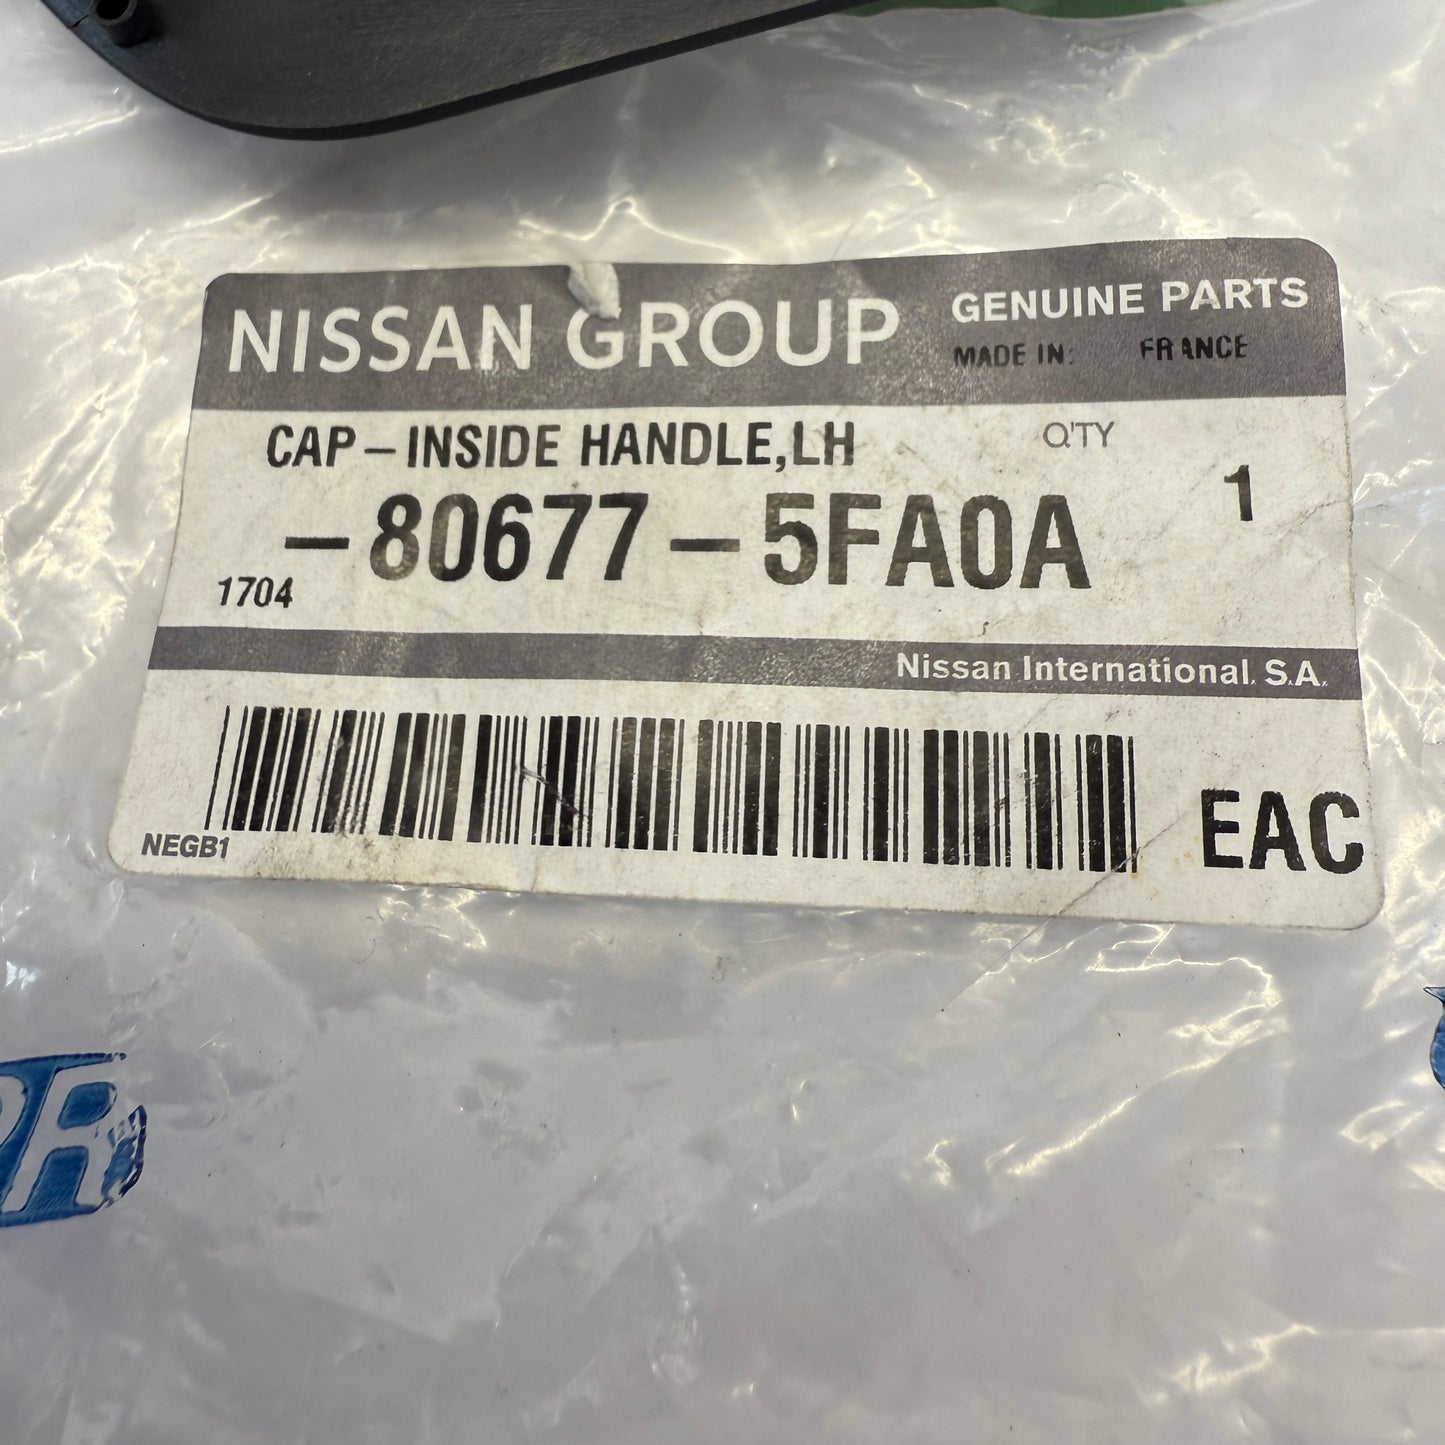 NISSAN GROUP
GENUINE PARTS
MADE IN: FRANCE
CAP-INSIDE HANDLE,LH
Q'TY
1
-80677-5FA0A
1704
Nissan International. S.A.
NEGB1
EAC